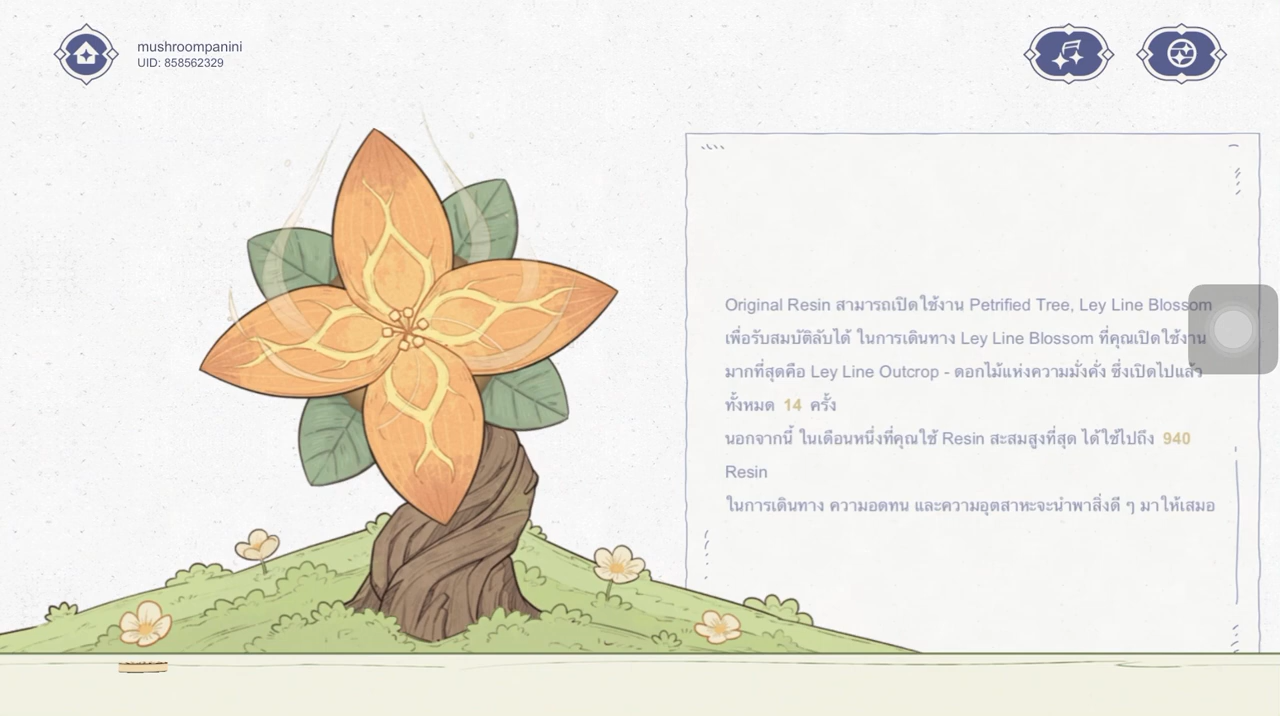 mushroompanini
UID: 858562329
Original Resin สามารถเปิดใช้งาน Petrified Tree, Ley Line Blossom
เพื่อรับสมบัติลับได้ ในการเดินทาง Ley Line Blossom ที่คุณเปิดใช้งาน
มากที่สุดคือ Ley Line Outcrop - ดอกไม้แห่งความมั่งคั่ง ซึ่งเปิดไปแล้ว
ทั้งหมด 14 ครั้ง
นอกจากนี้ ในเดือนหนึ่งที่คุณใช้ Resin สะสมสูงที่สุด ได้ใช้ไปถึง 940
Resin
ในการเดินทาง ความอดทน และความอุตสาหะจะนำพาสิ่งดี ๆ มาให้เสมอ